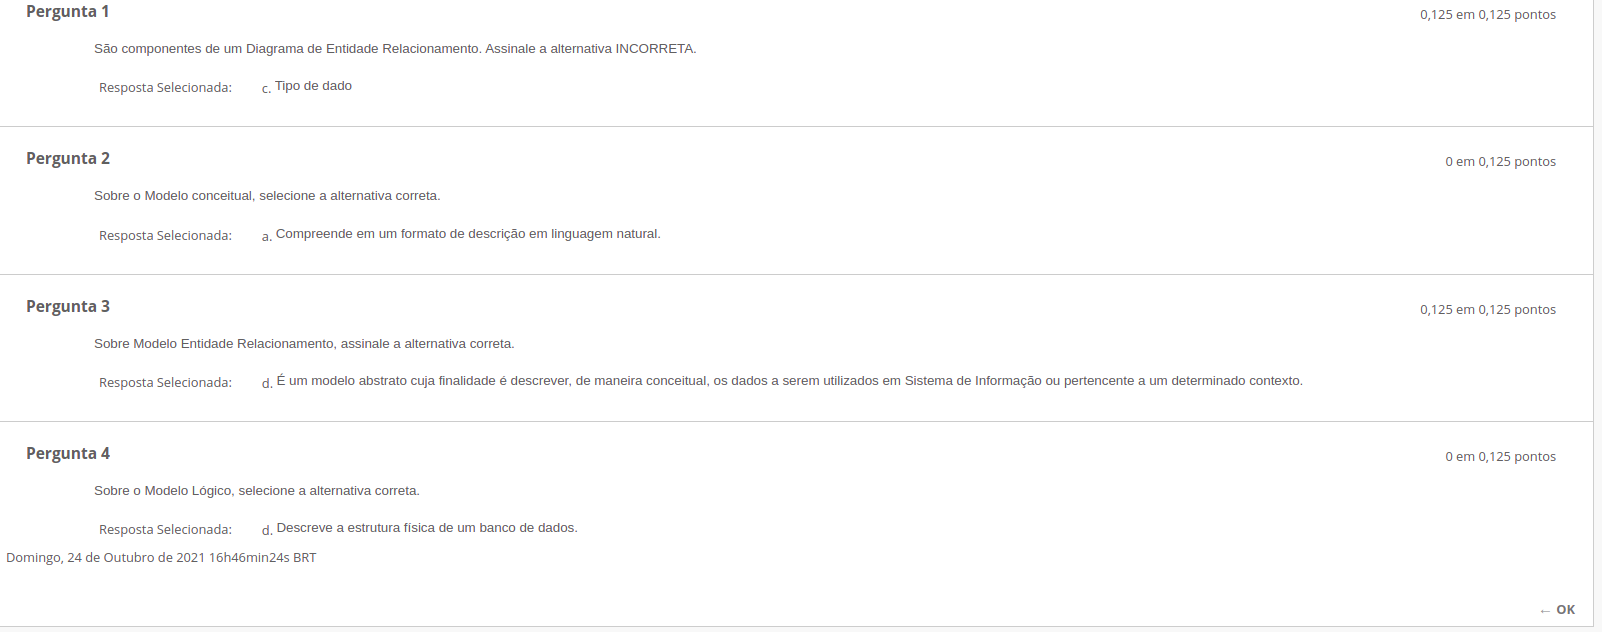 Pergunta 1
0,125 em 0,125 pontos
São componentes de um Diagrama de Entidade Relacionamento. Assinale a alternativa INCORRETA.
Resposta Selecionada: c. Tipo de dado
Pergunta 2
0 em 0,125 pontos
Sobre o Modelo conceitual, selecione a alternativa correta.
Resposta Selecionada: a. Compreende em um formato de descrição em linguagem natural.
Pergunta 3
0,125 em 0,125 pontos
Sobre Modelo Entidade Relacionamento, assinale a alternativa correta.
Resposta Selecionada: d. É um modelo abstrato cuja finalidade é descrever, de maneira conceitual, os dados a serem utilizados em Sistema de Informação ou pertencente a um determinado contexto.
Pergunta 4
0 em 0,125 pontos
Sobre o Modelo Lógico, selecione a alternativa correta.
Resposta Selecionada: d. Descreve a estrutura física de um banco de dados.
Domingo, 24 de Outubro de 2021 16h46min24s BRT
← OK